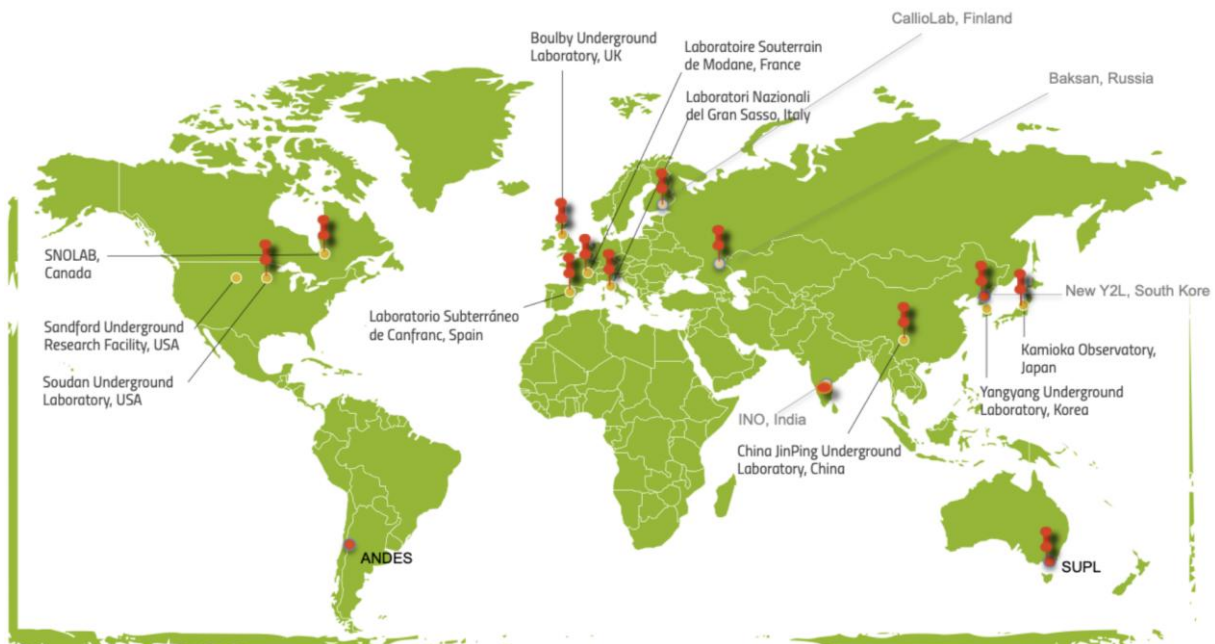 CallioLab, Finland
Boulby Underground
Laboratory, UK
Laboratoire Souterrain
de Modane, France
Baksan, Russia
Laboratori Nazionali
del Gran Sasso, Italy
SNOLAB,
Canada
New Y2L, South Kore
Laboratorio Subterráneo
de Canfranc, Spain
Sandford Underground
Research Facility, USA
Kamioka Observatory,
Japan
Soudan Underground
Laboratory, USA
Yangyang Underground
Laboratory, Korea
INO, India
China JinPing Underground
Laboratory, China
ANDES
SUPL